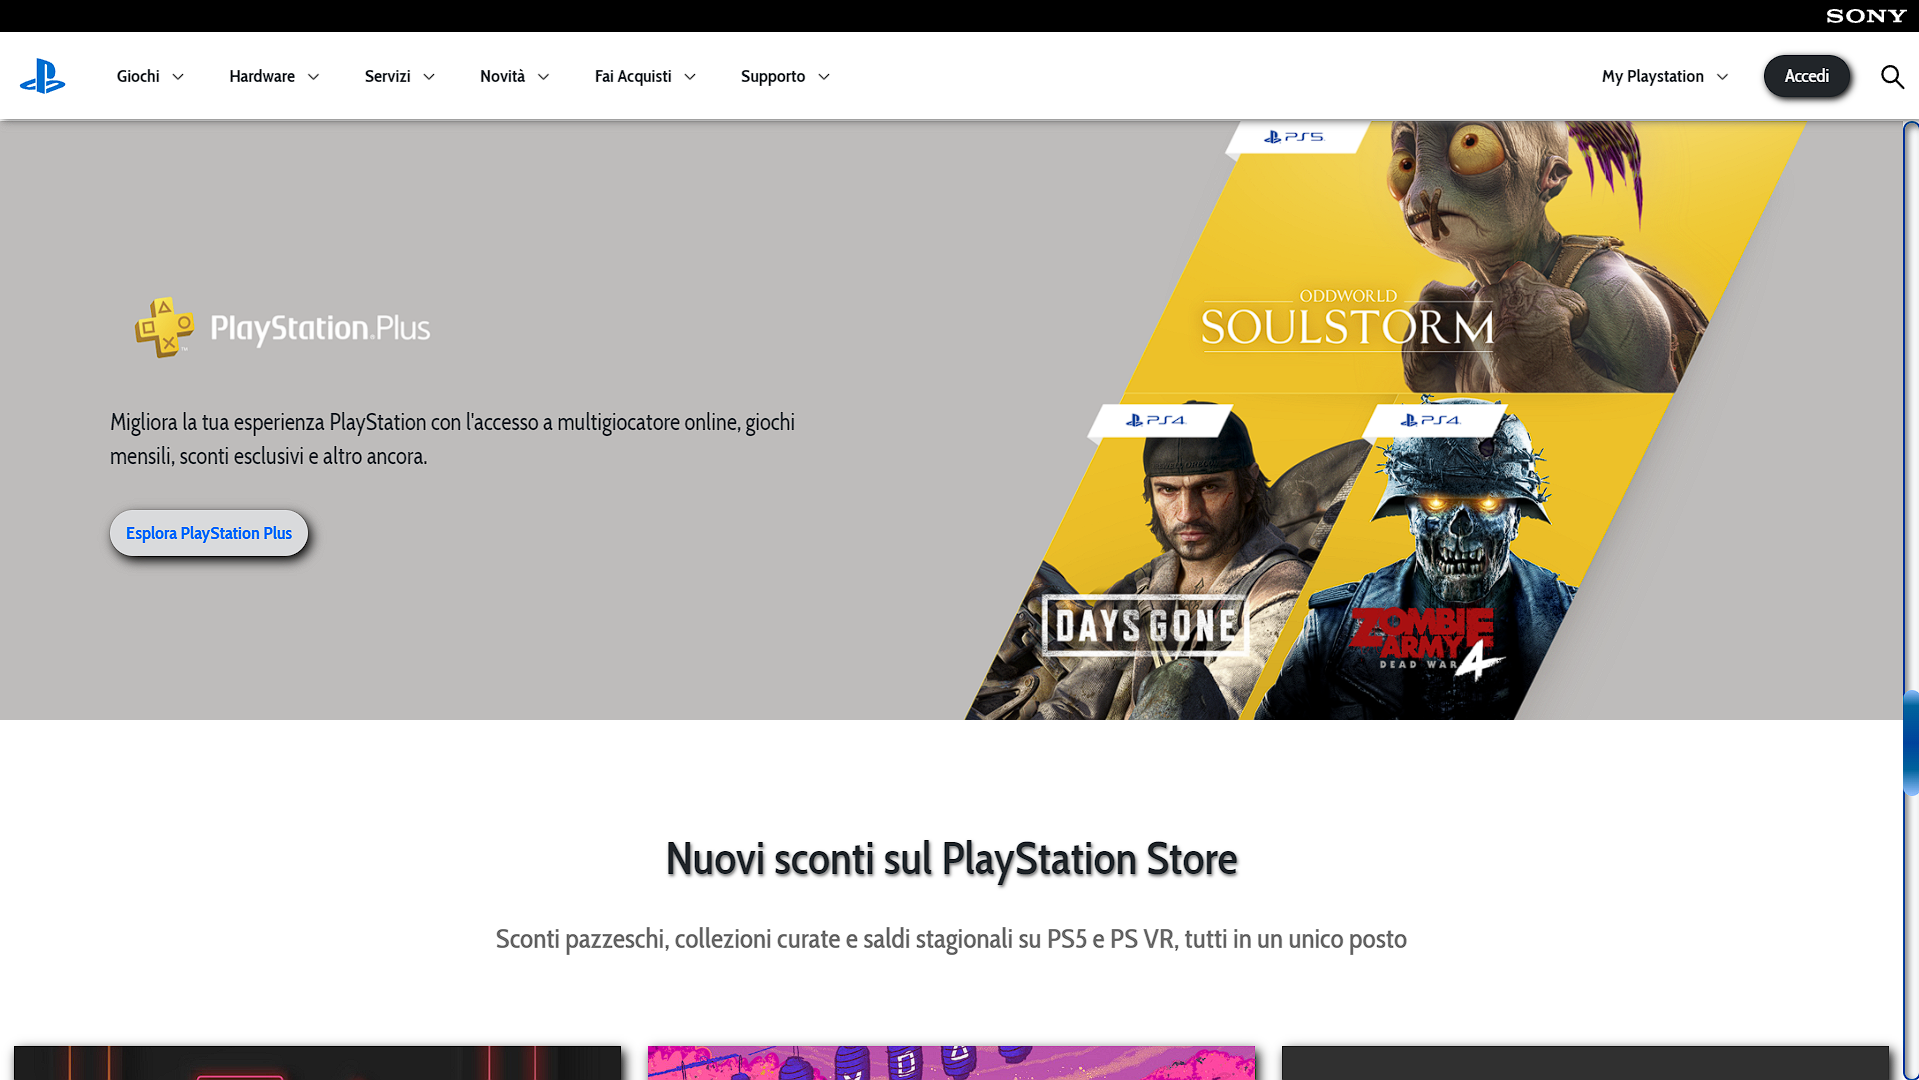 SONY
Giochi
Hardware
Servizi
Novità
Fai Acquisti
Supporto
My Playstation
Accedi
PS5
ODDWORLD
SOULSTORM
PlayStation.Plus
TM
Migliora la tua esperienza PlayStation con l'accesso a multigiocatore online, giochi
mensili, sconti esclusivi e altro ancora.
Esplora PlayStation Plus
PS4
PS4
DAYS GONE
ZOMBIE
ARMY 4
DEAD WAR
Nuovi sconti sul PlayStation Store
Sconti pazzeschi, collezioni curate e saldi stagionali su PS5 e PS VR, tutti in un unico posto